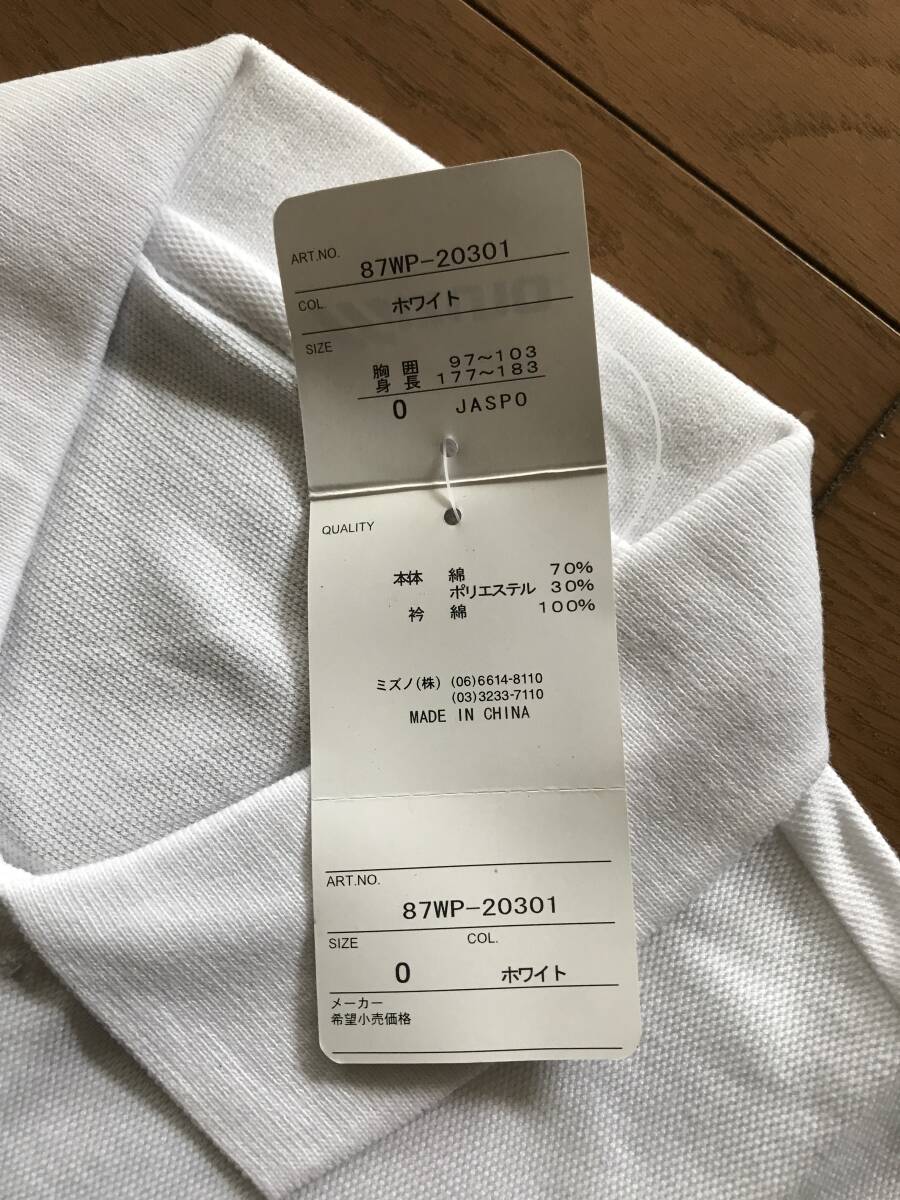 ART.NO. 87WP-20301
COL. ホワイト
SIZE
胸囲 97～103
身長 177～183
O JASPO
QUALITY
本体 綿 70%
ポリエステル 30%
衿 綿 100%
ミズノ(株) (06)6614-8110
(03)3233-7110
MADE IN CHINA
ART.NO.
87WP-20301
SIZE COL.
O ホワイト
メーカー
希望小売価格